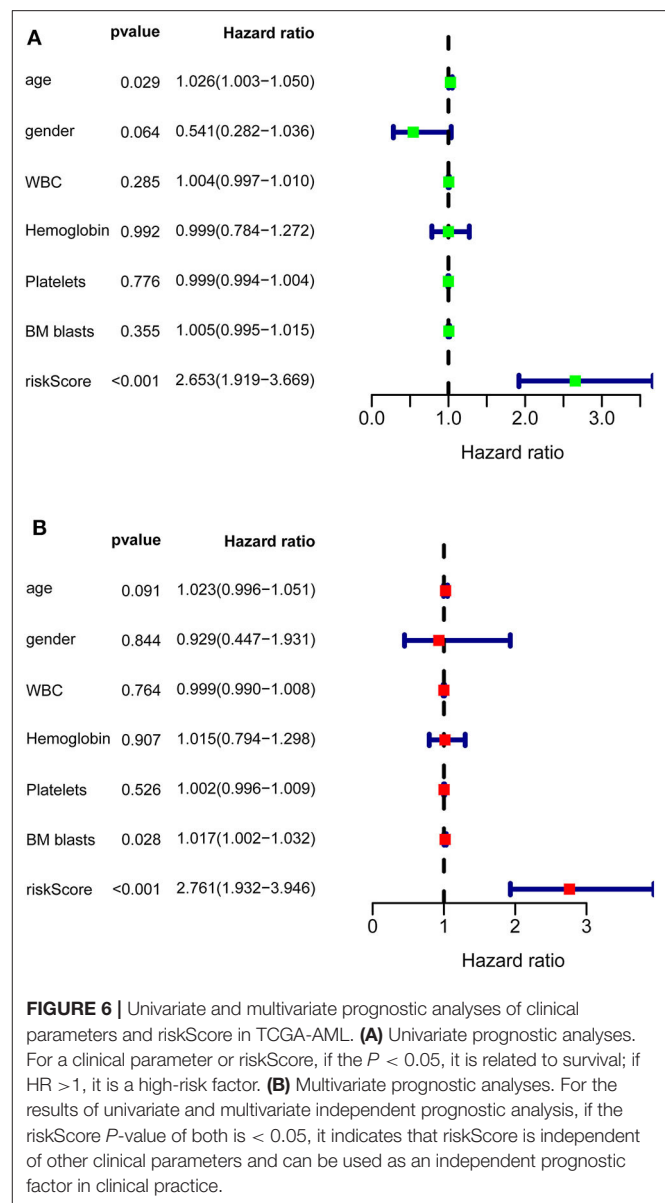 A
pvalue Hazard ratio
age 0.029 1.026(1.003−1.050)
gender 0.064 0.541(0.282−1.036)
WBC 0.285 1.004(0.997−1.010)
Hemoglobin 0.992 0.999(0.784−1.272)
Platelets 0.776 0.999(0.994−1.004)
BM blasts 0.355 1.005(0.995−1.015)
riskScore <0.001 2.653(1.919−3.669)
0.0 1.0 2.0 3.0
Hazard ratio
B
pvalue Hazard ratio
age 0.091 1.023(0.996−1.051)
gender 0.844 0.929(0.447−1.931)
WBC 0.764 0.999(0.990−1.008)
Hemoglobin 0.907 1.015(0.794−1.298)
Platelets 0.526 1.002(0.996−1.009)
BM blasts 0.028 1.017(1.002−1.032)
riskScore <0.001 2.761(1.932−3.946)
0 1 2 3
Hazard ratio
FIGURE 6 | Univariate and multivariate prognostic analyses of clinical
parameters and riskScore in TCGA-AML. (A) Univariate prognostic analyses.
For a clinical parameter or riskScore, if the P < 0.05, it is related to survival; if
HR >1, it is a high-risk factor. (B) Multivariate prognostic analyses. For the
results of univariate and multivariate independent prognostic analysis, if the
riskScore P-value of both is < 0.05, it indicates that riskScore is independent
of other clinical parameters and can be used as an independent prognostic
factor in clinical practice.